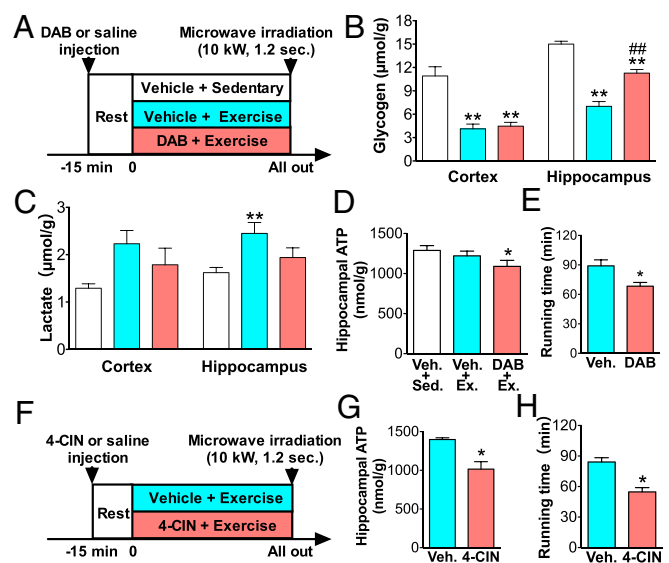 A
DAB or saline
injection
Microwave irradiation
(10 kW, 1.2 sec.)
Rest
Vehicle + Sedentary
Vehicle + Exercise
DAB + Exercise
-15 min
0
All out
B
Glycogen (μmol/g)
18
15
12
9
6
3
0
**
**
**
##
**
Cortex
Hippocampus
C
Lactate (μmol/g)
3
2
1
0
**
Cortex
Hippocampus
D
Hippocampal ATP
(nmol/g)
1500
1000
500
0
*
Veh.
+
Sed.
Veh.
+
Ex.
DAB
+
Ex.
E
Running time (min)
120
90
60
30
0
*
Veh.
DAB
F
4-CIN or saline
injection
Microwave irradiation
(10 kW, 1.2 sec.)
Rest
Vehicle + Exercise
4-CIN + Exercise
-15 min
0
All out
G
Hippocampal ATP
(nmol/g)
1500
1000
500
0
*
Veh.
4-CIN
H
Running time (min)
120
90
60
30
0
*
Veh.
4-CIN